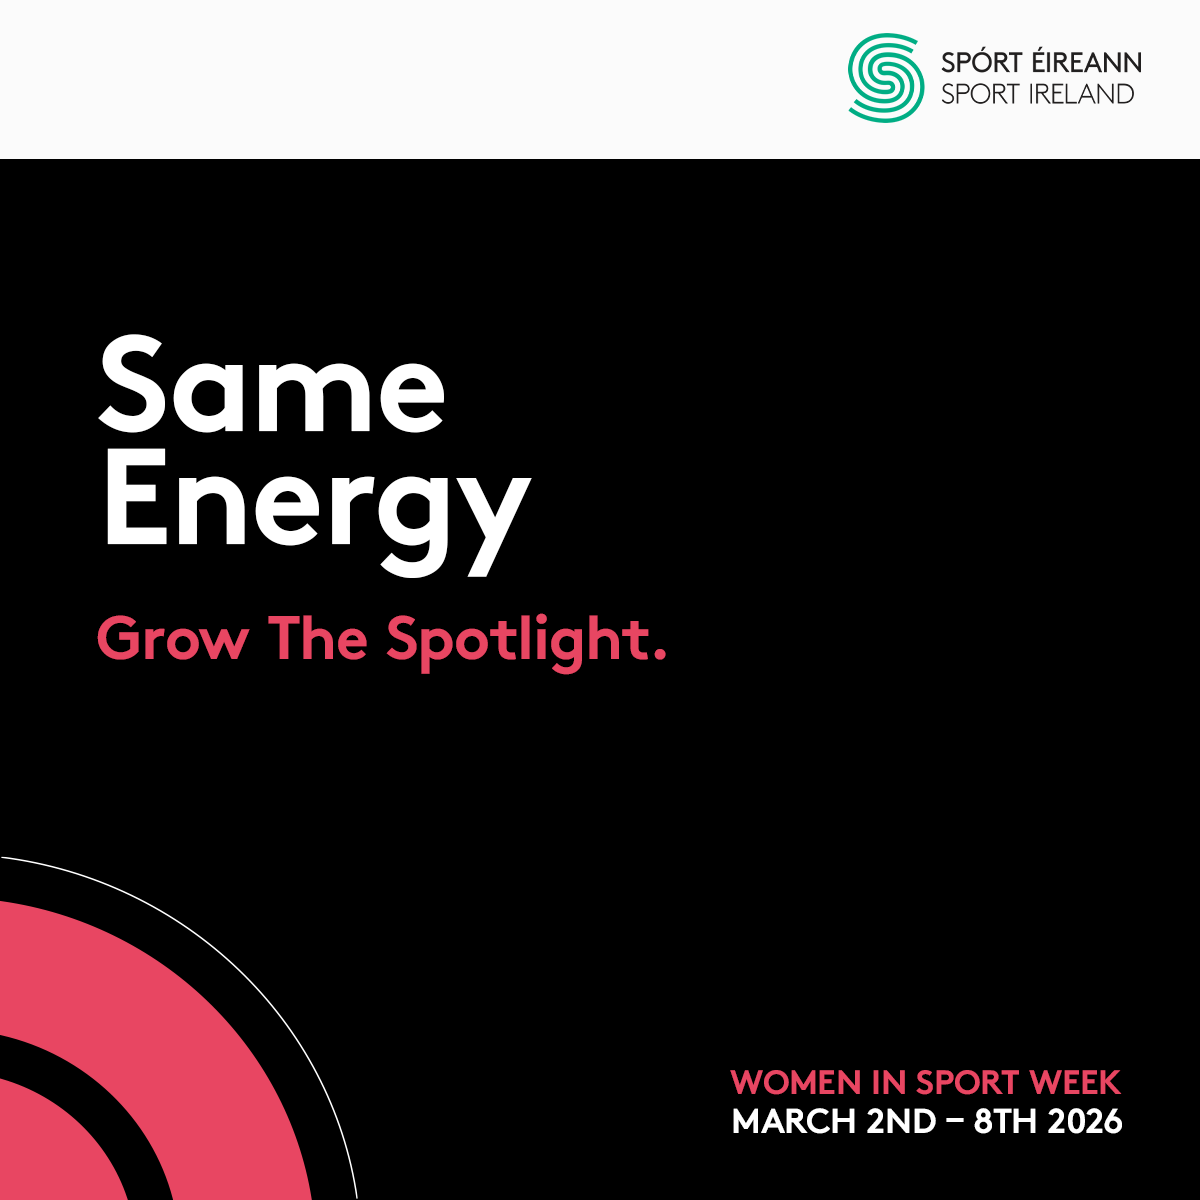 SPÓRT ÉIREANN
SPORT IRELAND
Same
Energy
Grow The Spotlight.
WOMEN IN SPORT WEEK
MARCH 2ND – 8TH 2026